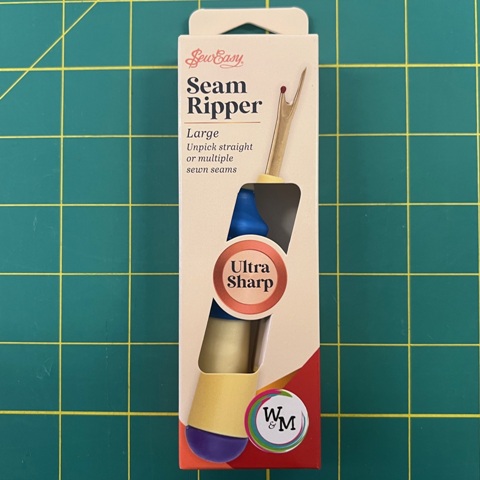 SewEasy
Seam
Ripper
Large
Unpick straight
or multiple
sewn seams
Ultra
Sharp
W
&
M